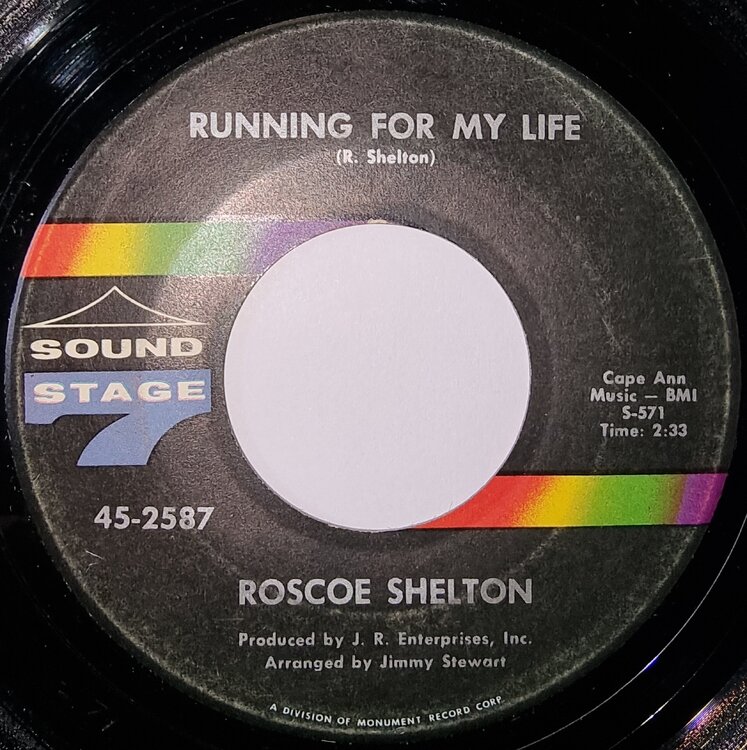 RUNNING FOR MY LIFE
(R. Shelton)
SOUND
STAGE
7
Cape Ann
Music — BMI
S-571
Time: 2:33
45-2587
ROSCOE SHELTON
Produced by J. R. Enterprises, Inc.
Arranged by Jimmy Stewart
A DIVISION OF MONUMENT RECORD CORP.